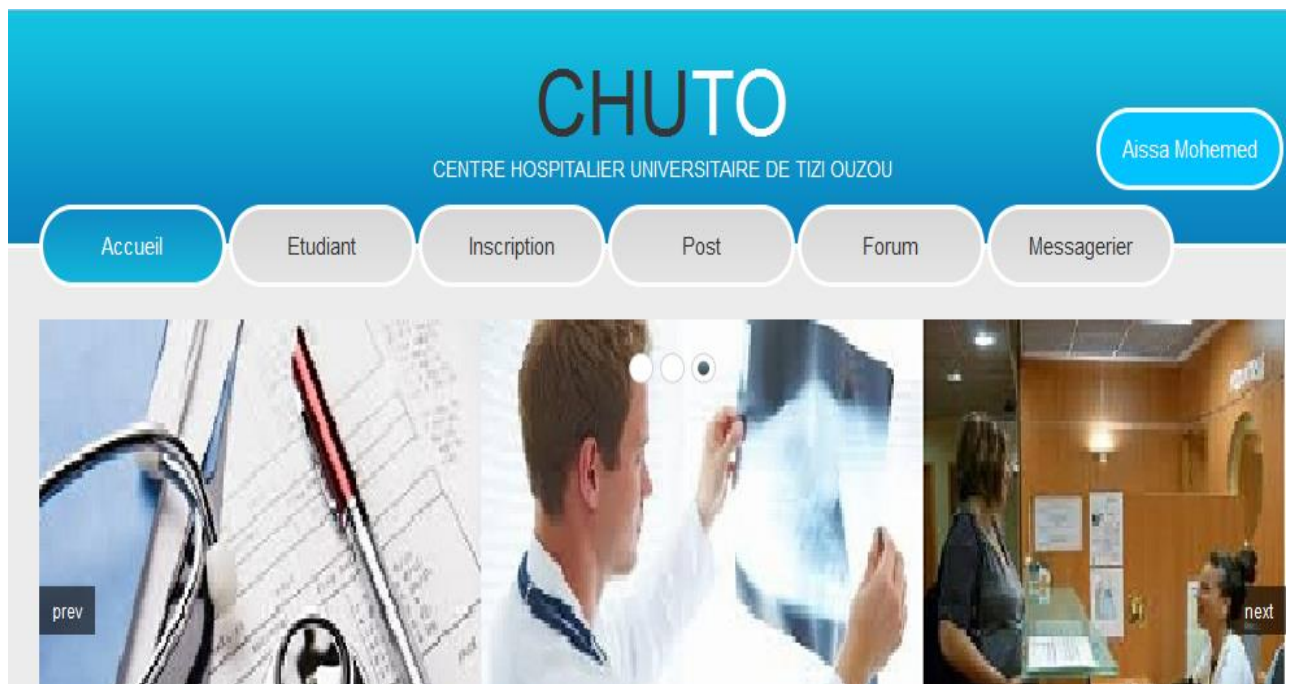 CHUTO
CENTRE HOSPITALIER UNIVERSITAIRE DE TIZI OUZOU
Aissa Mohemed
Accueil Etudiant Inscription Post Forum Messagerier
prev next